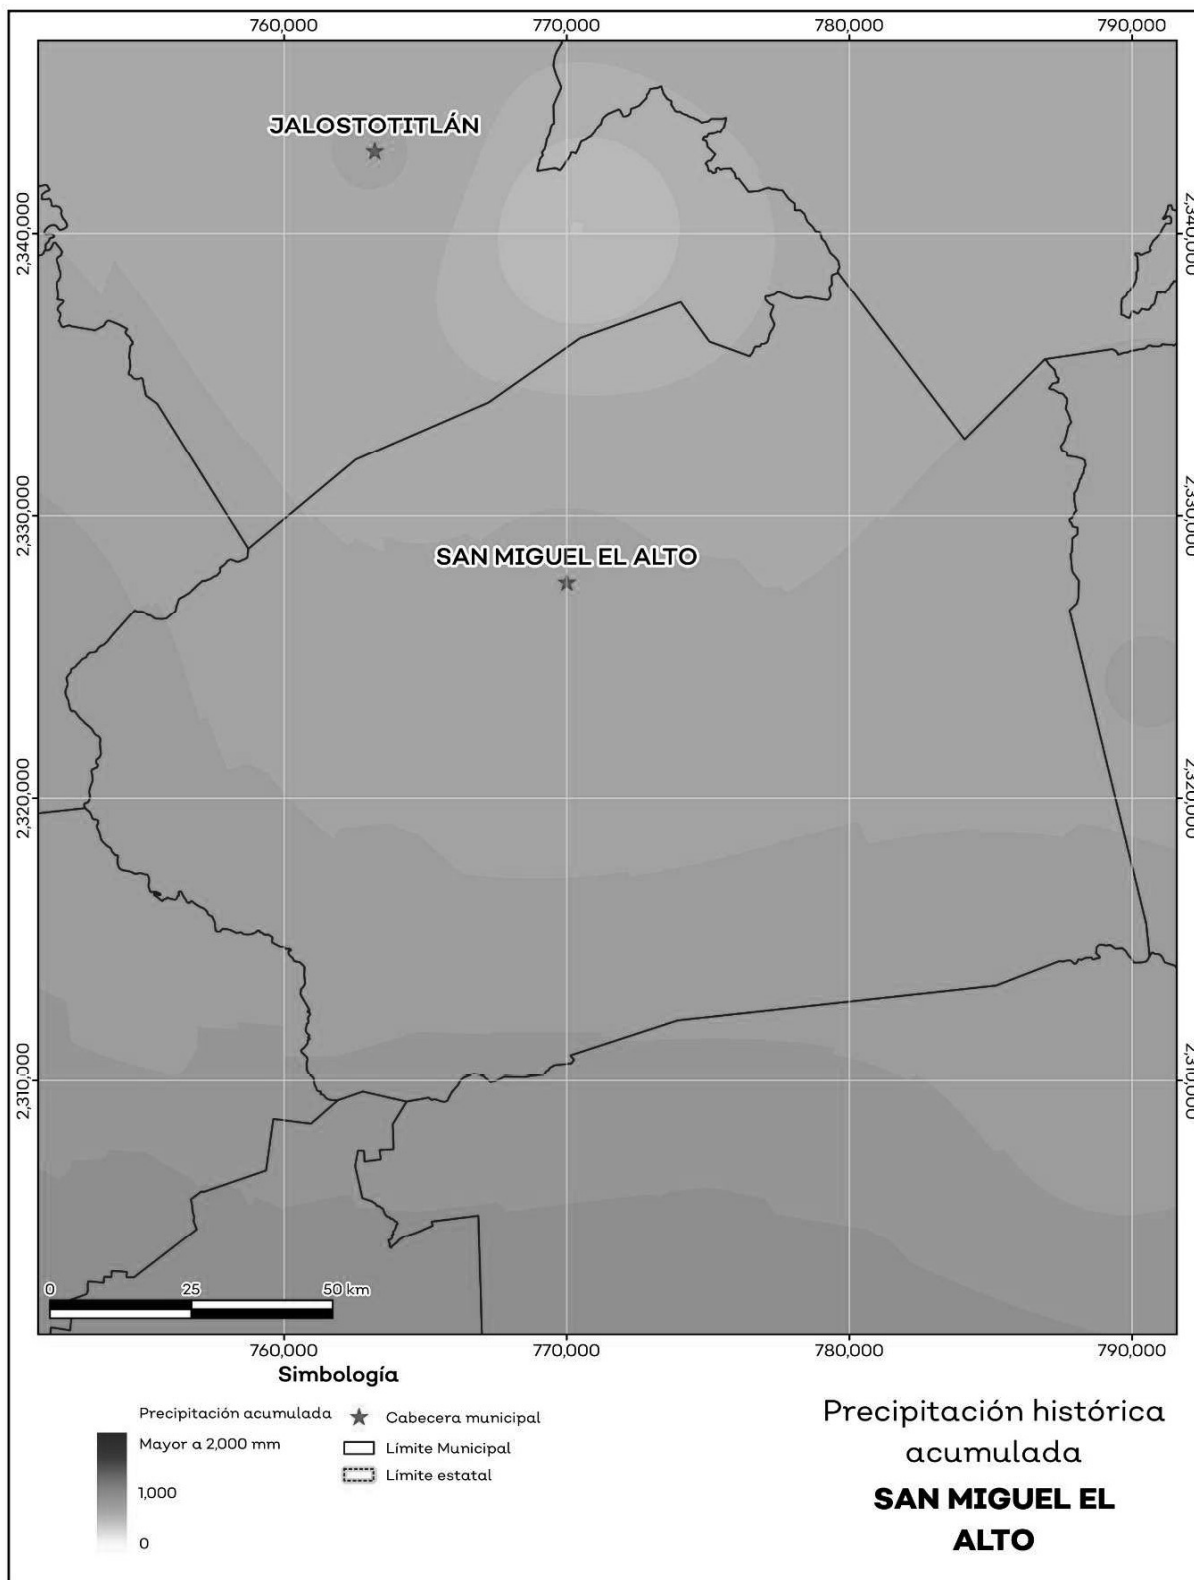 760,000
770,000
780,000
790,000
JALOSTOTITLÁN
2,340,000
2,340,000
2,330,000
2,330,000
SAN MIGUEL EL ALTO
2,320,000
2,320,000
2,310,000
2,310,000
0
25
50 km
760,000
770,000
780,000
790,000
Simbología
Precipitación acumulada
Mayor a 2,000 mm
1,000
0
Cabecera municipal
Límite Municipal
Límite estatal
Precipitación histórica
acumulada
SAN MIGUEL EL
ALTO